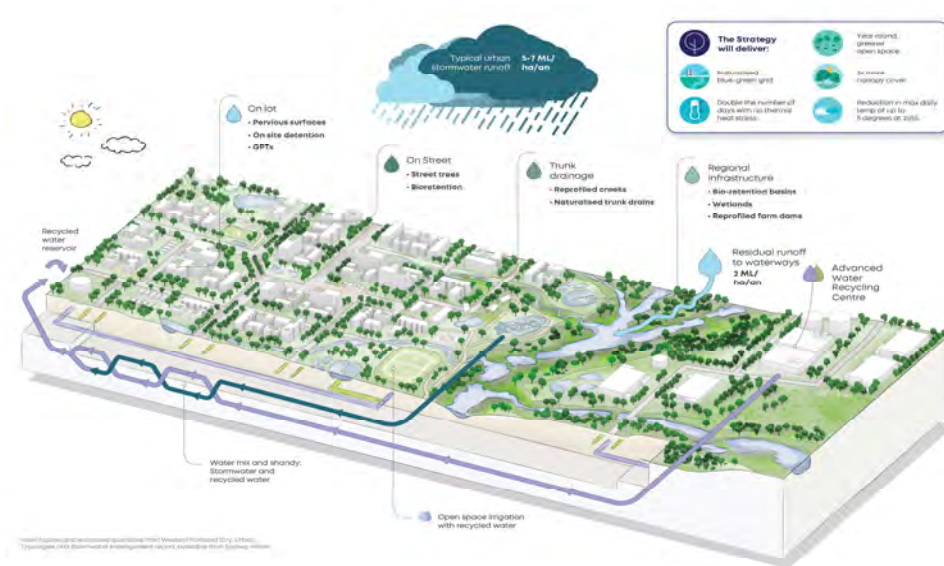 Typical urban
stormwater runoff
5-7 ML/
ha/an
The Strategy
will deliver:
Year round,
greener
open space.
blue-green grid
canopy cover
Double the number of
days with no thermal
heat stress.
Reduction in max daily
temp of up to
On lot
• Pervious surfaces
• On site detention
• GPTs
On Street
• Street trees
• Bioretention
Trunk
drainage
• Reprofiled creeks
• Naturalised trunk drains
Regional
infrastructure
• Bio-retention basins
• Wetlands
• Reprofiled farm dams
Recycled
water
reservoir
Residual runoff
to waterways
2 ML/
ha/an
Advanced
Water
Recycling
Centre
Water mix and shandy:
Stormwater and
recycled water
Open space irrigation
with recycled water